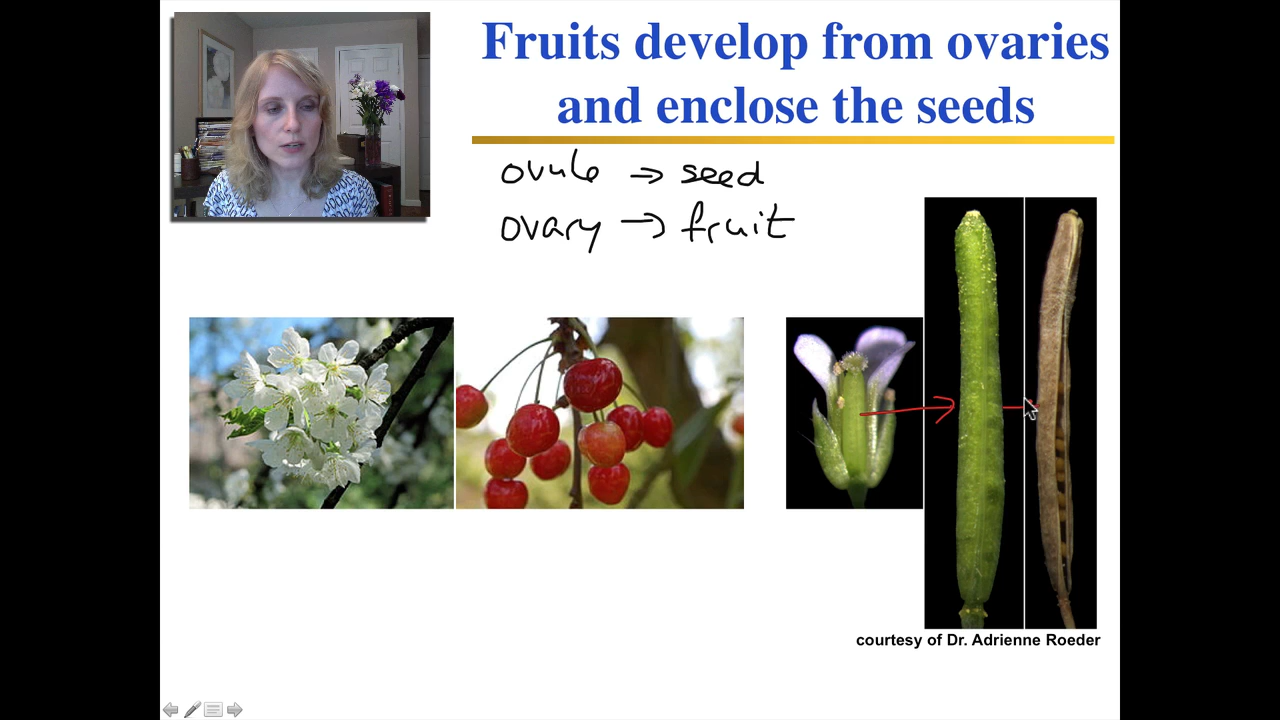 Fruits develop from ovaries
and enclose the seeds
ovule → seed
ovary → fruit
courtesy of Dr. Adrienne Roeder